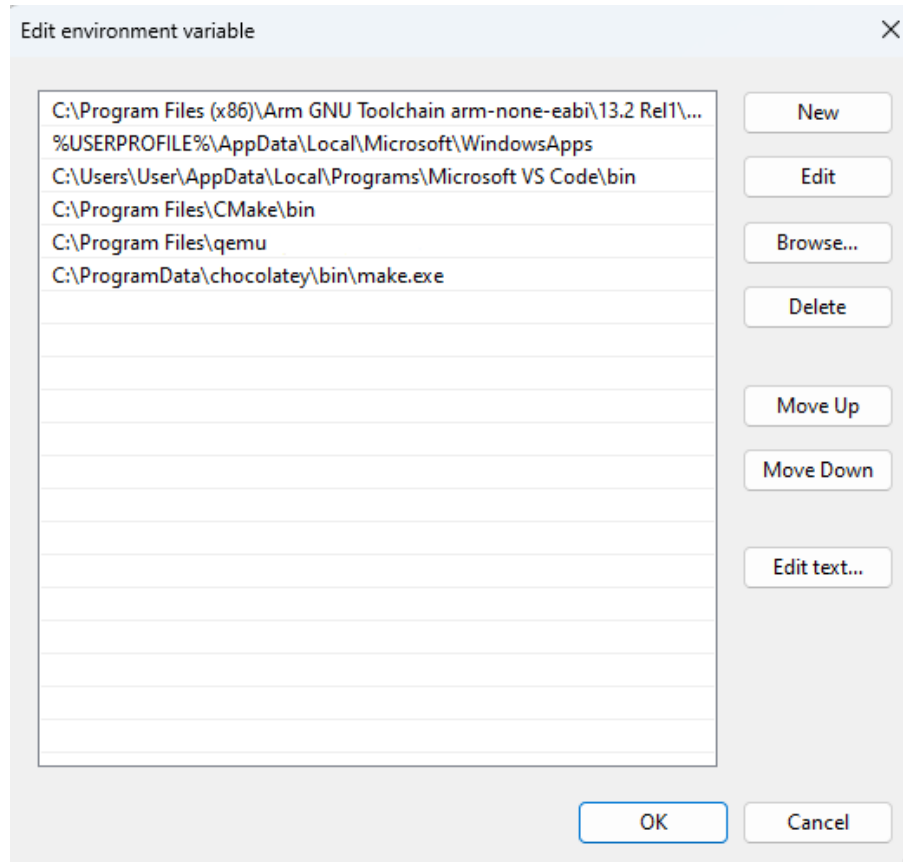 Edit environment variable
C:\Program Files (x86)\Arm GNU Toolchain arm-none-eabi\13.2 Rel1\...
%USERPROFILE%\AppData\Local\Microsoft\WindowsApps
C:\Users\User\AppData\Local\Programs\Microsoft VS Code\bin
C:\Program Files\CMake\bin
C:\Program Files\qemu
C:\ProgramData\chocolatey\bin\make.exe
New
Edit
Browse...
Delete
Move Up
Move Down
Edit text...
OK
Cancel